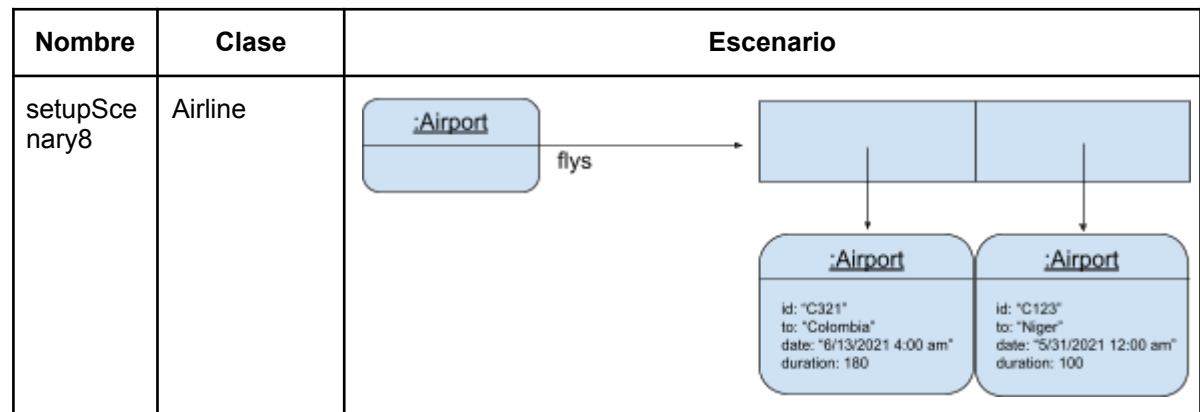 Nombre
Clase
Escenario
setupSce
nary8
Airline
:Airport
flys
:Airport
id: "C321"
to: "Colombia"
date: "6/13/2021 4:00 am"
duration: 180
:Airport
id: "C123"
to: "Niger"
date: "5/31/2021 12:00 am"
duration: 100